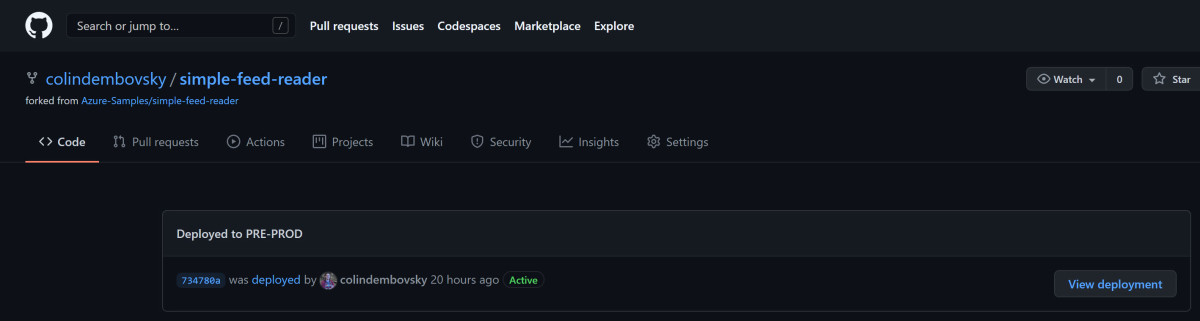 Search or jump to... / Pull requests Issues Codespaces Marketplace Explore
colindembovsky / simple-feed-reader Watch 0 Star
forked from Azure-Samples/simple-feed-reader
<> Code Pull requests Actions Projects Wiki Security Insights Settings
Deployed to PRE-PROD
734780a was deployed by colindembovsky 20 hours ago Active View deployment